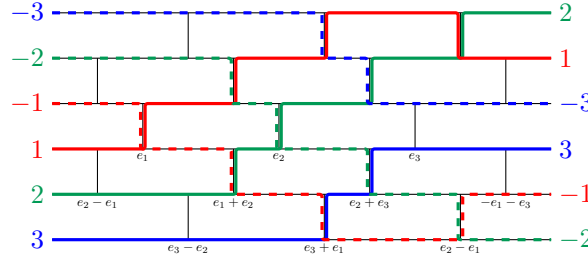 -3 2
-2 1
-1 -3
1 e₁ e₂ e₃ 3
2 e₂ − e₁ e₁ + e₂ e₂ + e₃ −e₁ − e₃ -1
3 e₃ − e₂ e₃ + e₁ e₂ − e₁ -2